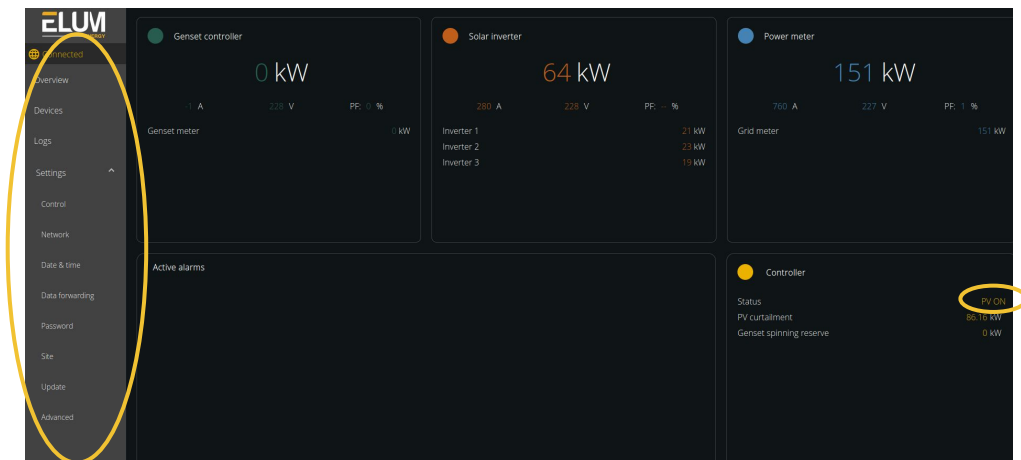 ELUM
ENERGY
Connected
Overview
Devices
Logs
Settings
Control
Network
Date & time
Data forwarding
Password
Site
Update
Advanced
Genset controller
0 kW
-1 A 228 V PF: 0 %
Genset meter 0 kW
Solar inverter
64 kW
280 A 228 V PF: -- %
Inverter 1 21 kW
Inverter 2 23 kW
Inverter 3 19 kW
Power meter
151 kW
760 A 227 V PF: 1 %
Grid meter 151 kW
Active alarms
Controller
Status PV ON
PV curtailment 86.16 kW
Genset spinning reserve 0 kW